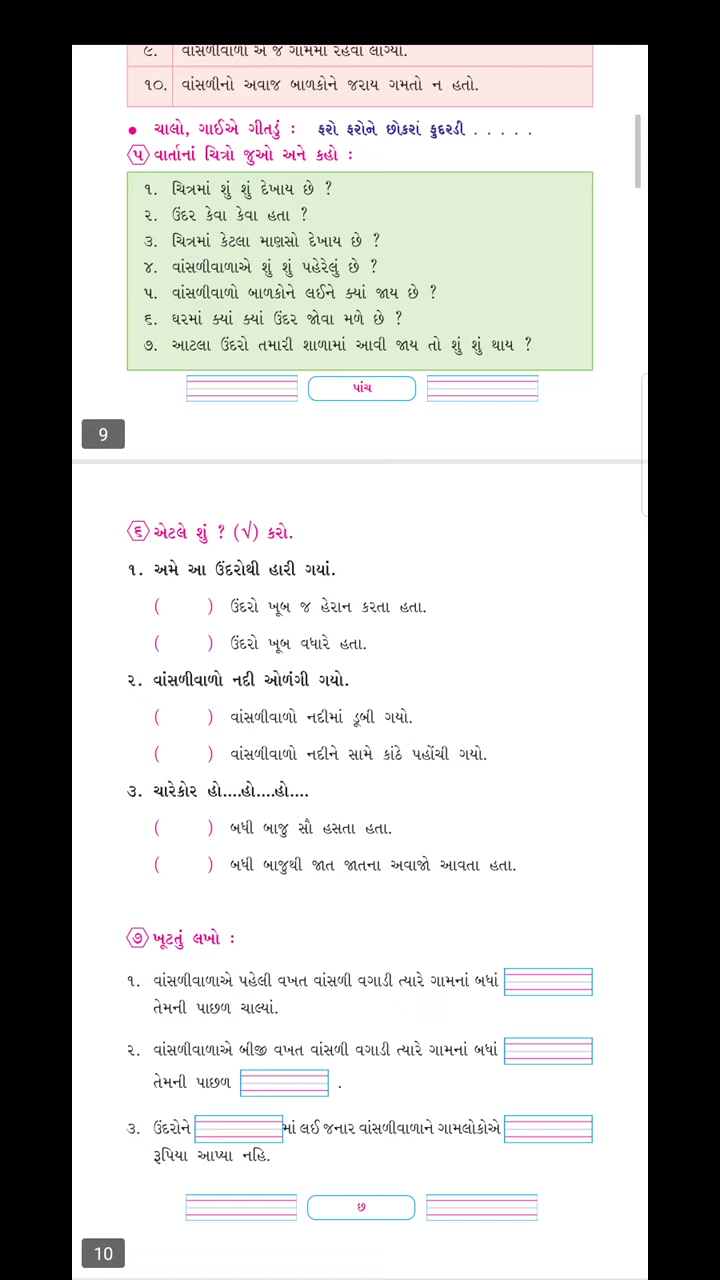 ૯. વાંસળીવાળો એ જ ગામમાં રહેવા લાગ્યો.
૧૦. વાંસળીનો અવાજ બાળકોને જરાય ગમતો ન હતો.
● ચાલો, ગાઈએ ગીતડું : ફરો ફરોને છોકરાં ફુદરડી . . . . .
૫ વાર્તાનાં ચિત્રો જુઓ અને કહો :
૧. ચિત્રમાં શું શું દેખાય છે ?
૨. ઉંદર કેવા કેવા હતા ?
૩. ચિત્રમાં કેટલા માણસો દેખાય છે ?
૪. વાંસળીવાળાએ શું શું પહેરેલું છે ?
૫. વાંસળીવાળો બાળકોને લઈને ક્યાં જાય છે ?
૬. ઘરમાં ક્યાં ક્યાં ઉંદર જોવા મળે છે ?
૭. આટલા ઉંદરો તમારી શાળામાં આવી જાય તો શું શું થાય ?
પાંચ
9
૬ એટલે શું ? (√) કરો.
૧. અમે આ ઉંદરોથી હારી ગયાં.
( ) ઉંદરો ખૂબ જ હેરાન કરતા હતા.
( ) ઉંદરો ખૂબ વધારે હતા.
૨. વાંસળીવાળો નદી ઓળંગી ગયો.
( ) વાંસળીવાળો નદીમાં ડૂબી ગયો.
( ) વાંસળીવાળો નદીને સામે કાંઠે પહોંચી ગયો.
૩. ચારેકોર હો....હો....હો....
( ) બધી બાજુ સૌ હસતા હતા.
( ) બધી બાજુથી જાત જાતના અવાજો આવતા હતા.
૭ ખૂટતું લખો :
૧. વાંસળીવાળાએ પહેલી વખત વાંસળી વગાડી ત્યારે ગામનાં બધાં
તેમની પાછળ ચાલ્યાં.
૨. વાંસળીવાળાએ બીજી વખત વાંસળી વગાડી ત્યારે ગામનાં બધાં
તેમની પાછળ .
૩. ઉંદરોને માં લઈ જનાર વાંસળીવાળાને ગામલોકોએ
રૂપિયા આપ્યા નહિ.
છ
10